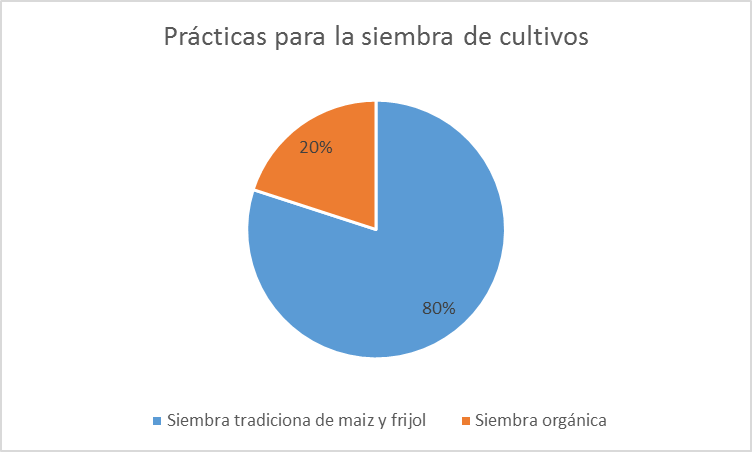 Prácticas para la siembra de cultivos
20%
80%
Siembra tradiciona de maiz y frijol
Siembra orgánica